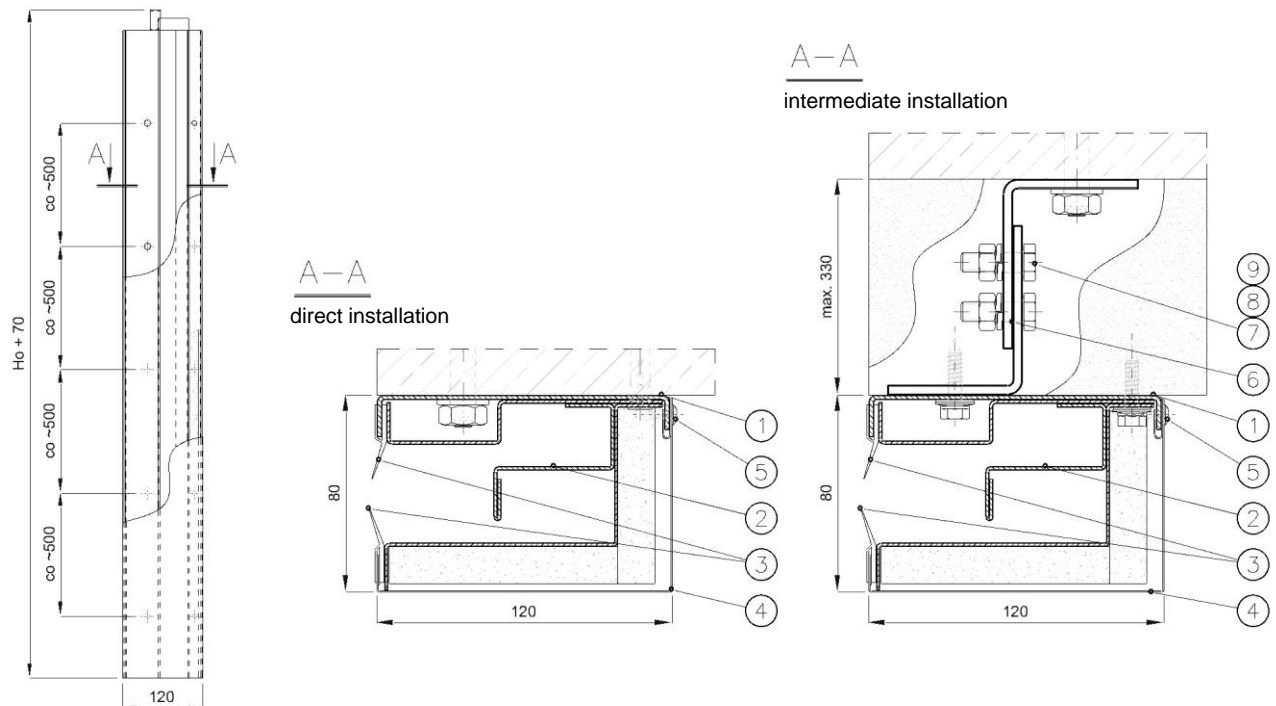 Ho + 70
co ~500
co ~500
co ~500
co ~500
A
A
120
A-A
direct installation
80
120
1
5
2
3
4
A-A
intermediate installation
max. 330
80
120
9
8
7
6
1
5
2
3
4